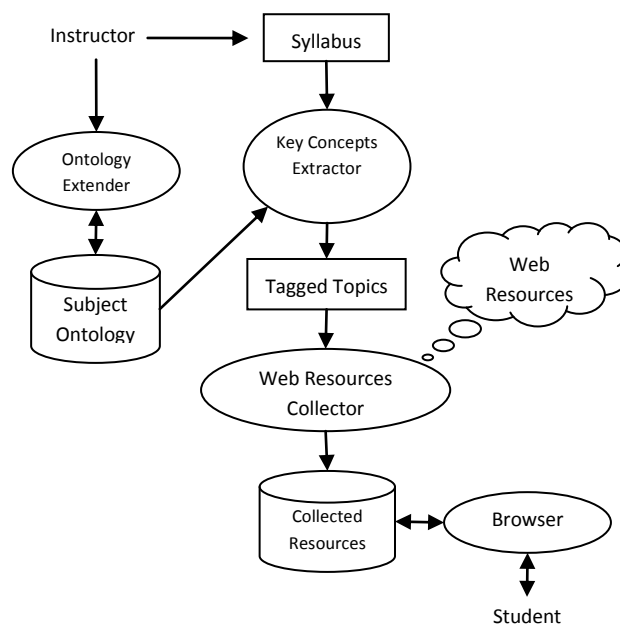 Instructor
Syllabus
Key Concepts
Extractor
Ontology
Extender
Subject
Ontology
Tagged Topics
Web
Resources
Web Resources
Collector
Collected
Resources
Browser
Student